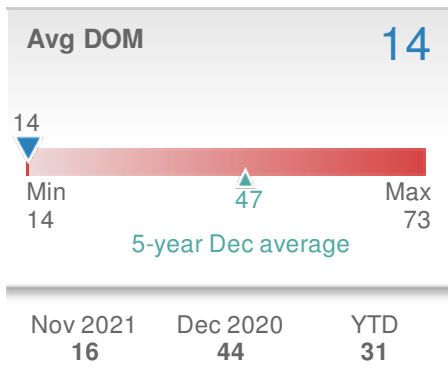 Avg DOM 14
14
Min 47 Max
14 73
5-year Dec average
Nov 2021 Dec 2020 YTD
16 44 31